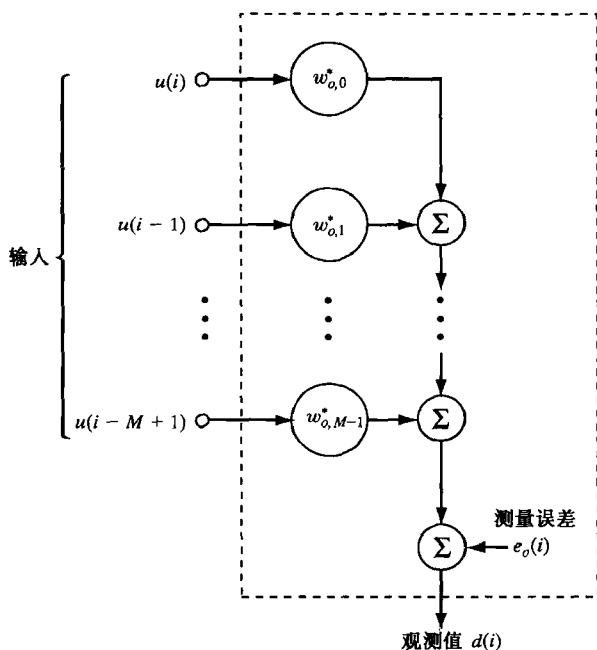 u(i)
w*o,0
u(i − 1)
w*o,1
Σ
输入
u(i − M + 1)
w*o,M−1
Σ
测量误差
Σ
eo(i)
观测值 d(i)